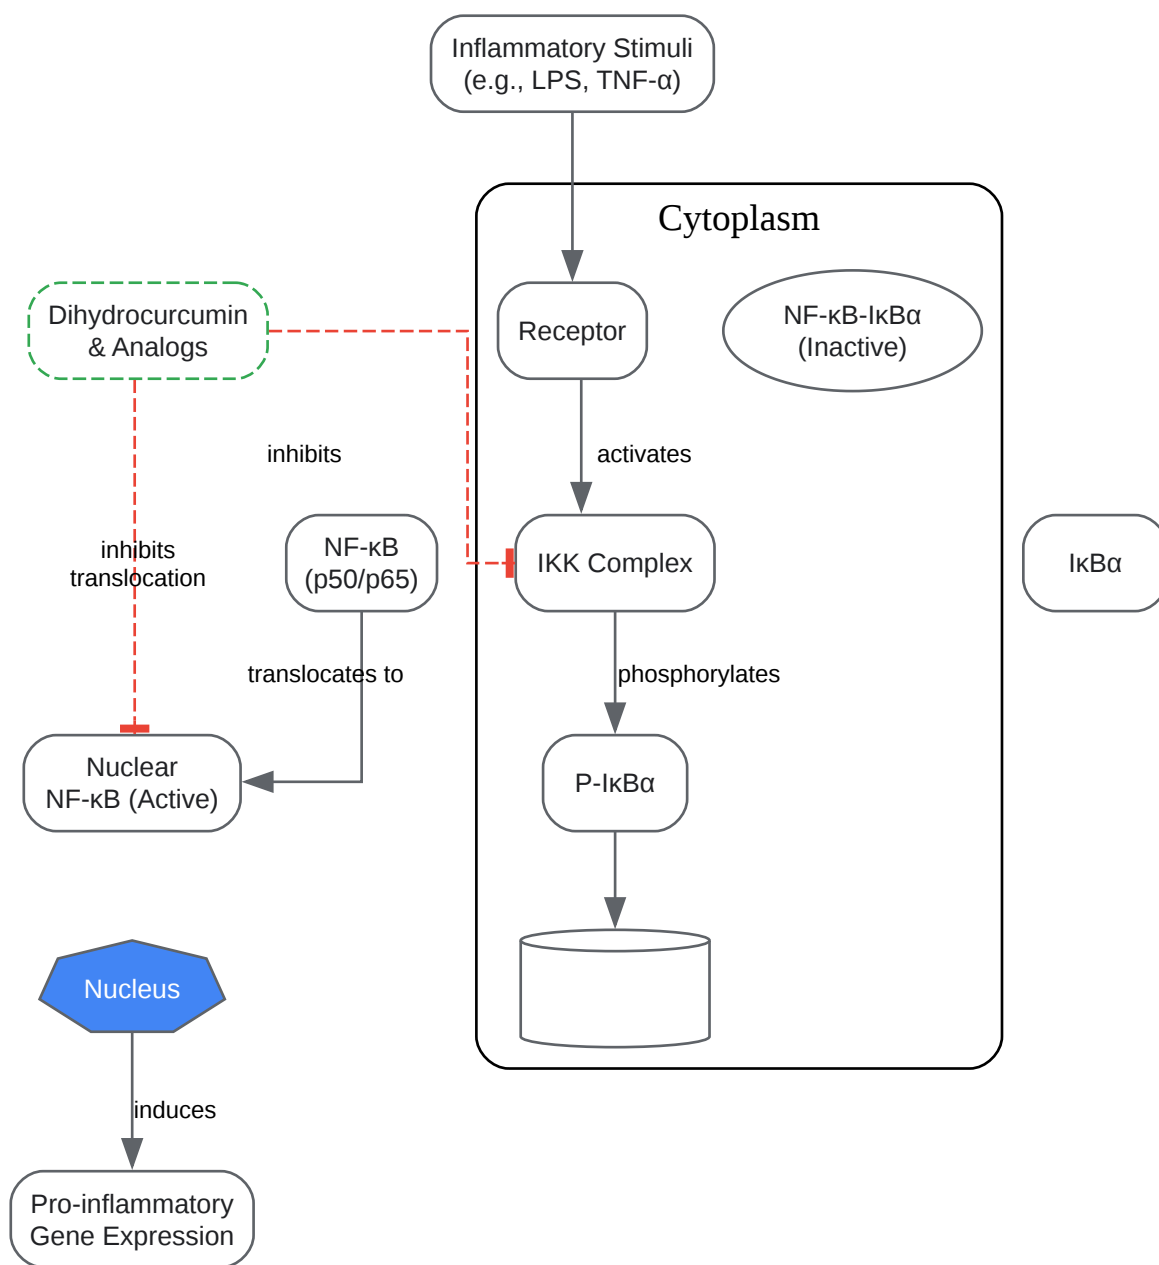 Inflammatory Stimuli
(e.g., LPS, TNF-α)
Cytoplasm
Dihydrocurcumin
& Analogs
Receptor
NF-κB-IκBα
(Inactive)
inhibits
activates
inhibits
translocation
NF-κB
(p50/p65)
IKK Complex
IκBα
translocates to
phosphorylates
Nuclear
NF-κB (Active)
P-IκBα
Nucleus
induces
Pro-inflammatory
Gene Expression